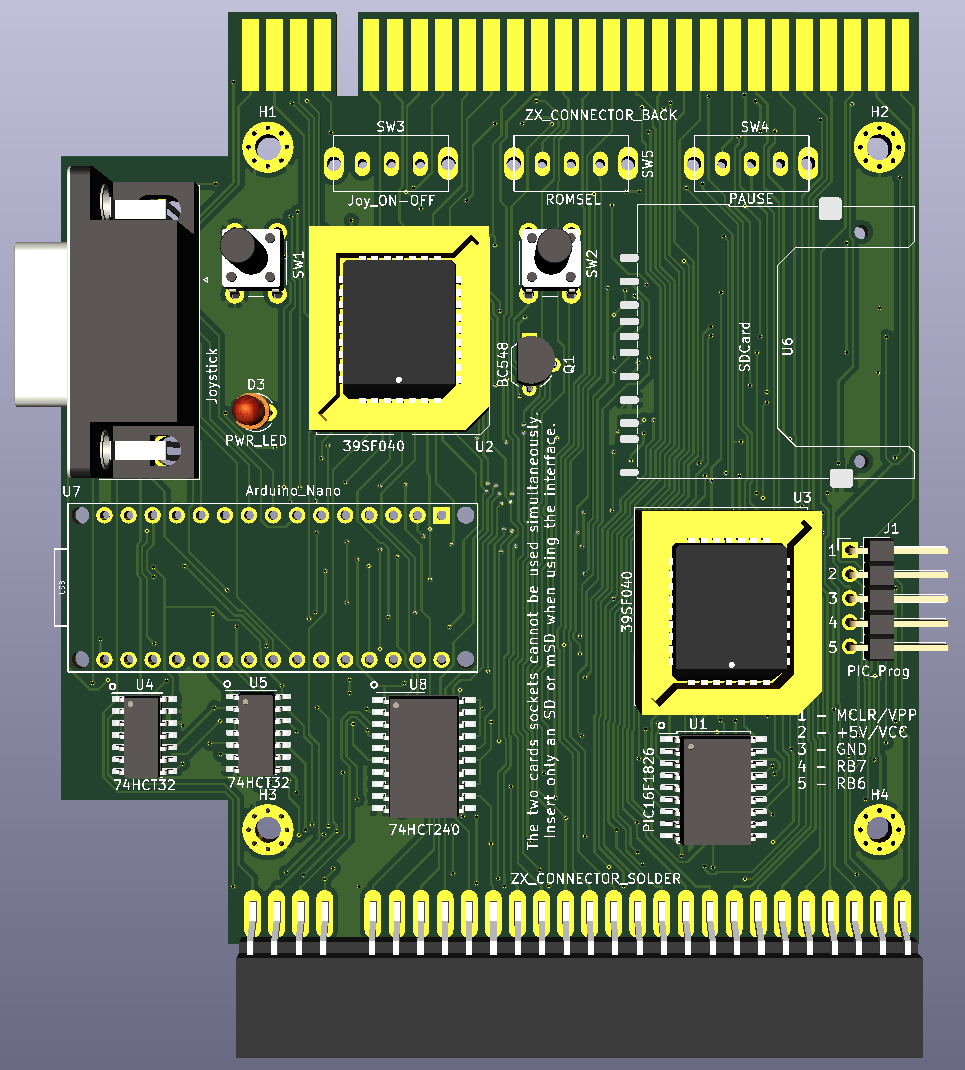 H1
ZX_CONNECTOR_BACK
H2
SW3
SW5
SW4
Joy_ON-OFF
ROMSEL
PAUSE
SW1
SW2
Joystick
D3
PWR_LED
39SF040
U2
BC548
Q1
SDCard
U6
U7
Arduino_Nano
USB
The two cards sockets cannot be used simultaneously.
Insert only an SD or mSD when using the interface.
U3
39SF040
J1
1
2
3
4
5
PIC_Prog
U4
U5
U8
74HCT32
74HCT32
74HCT240
U1
PIC16F1826
1 - MCLR/VPP
2 - +5V/VCC
3 - GND
4 - RB7
5 - RB6
H3
H4
ZX_CONNECTOR_SOLDER